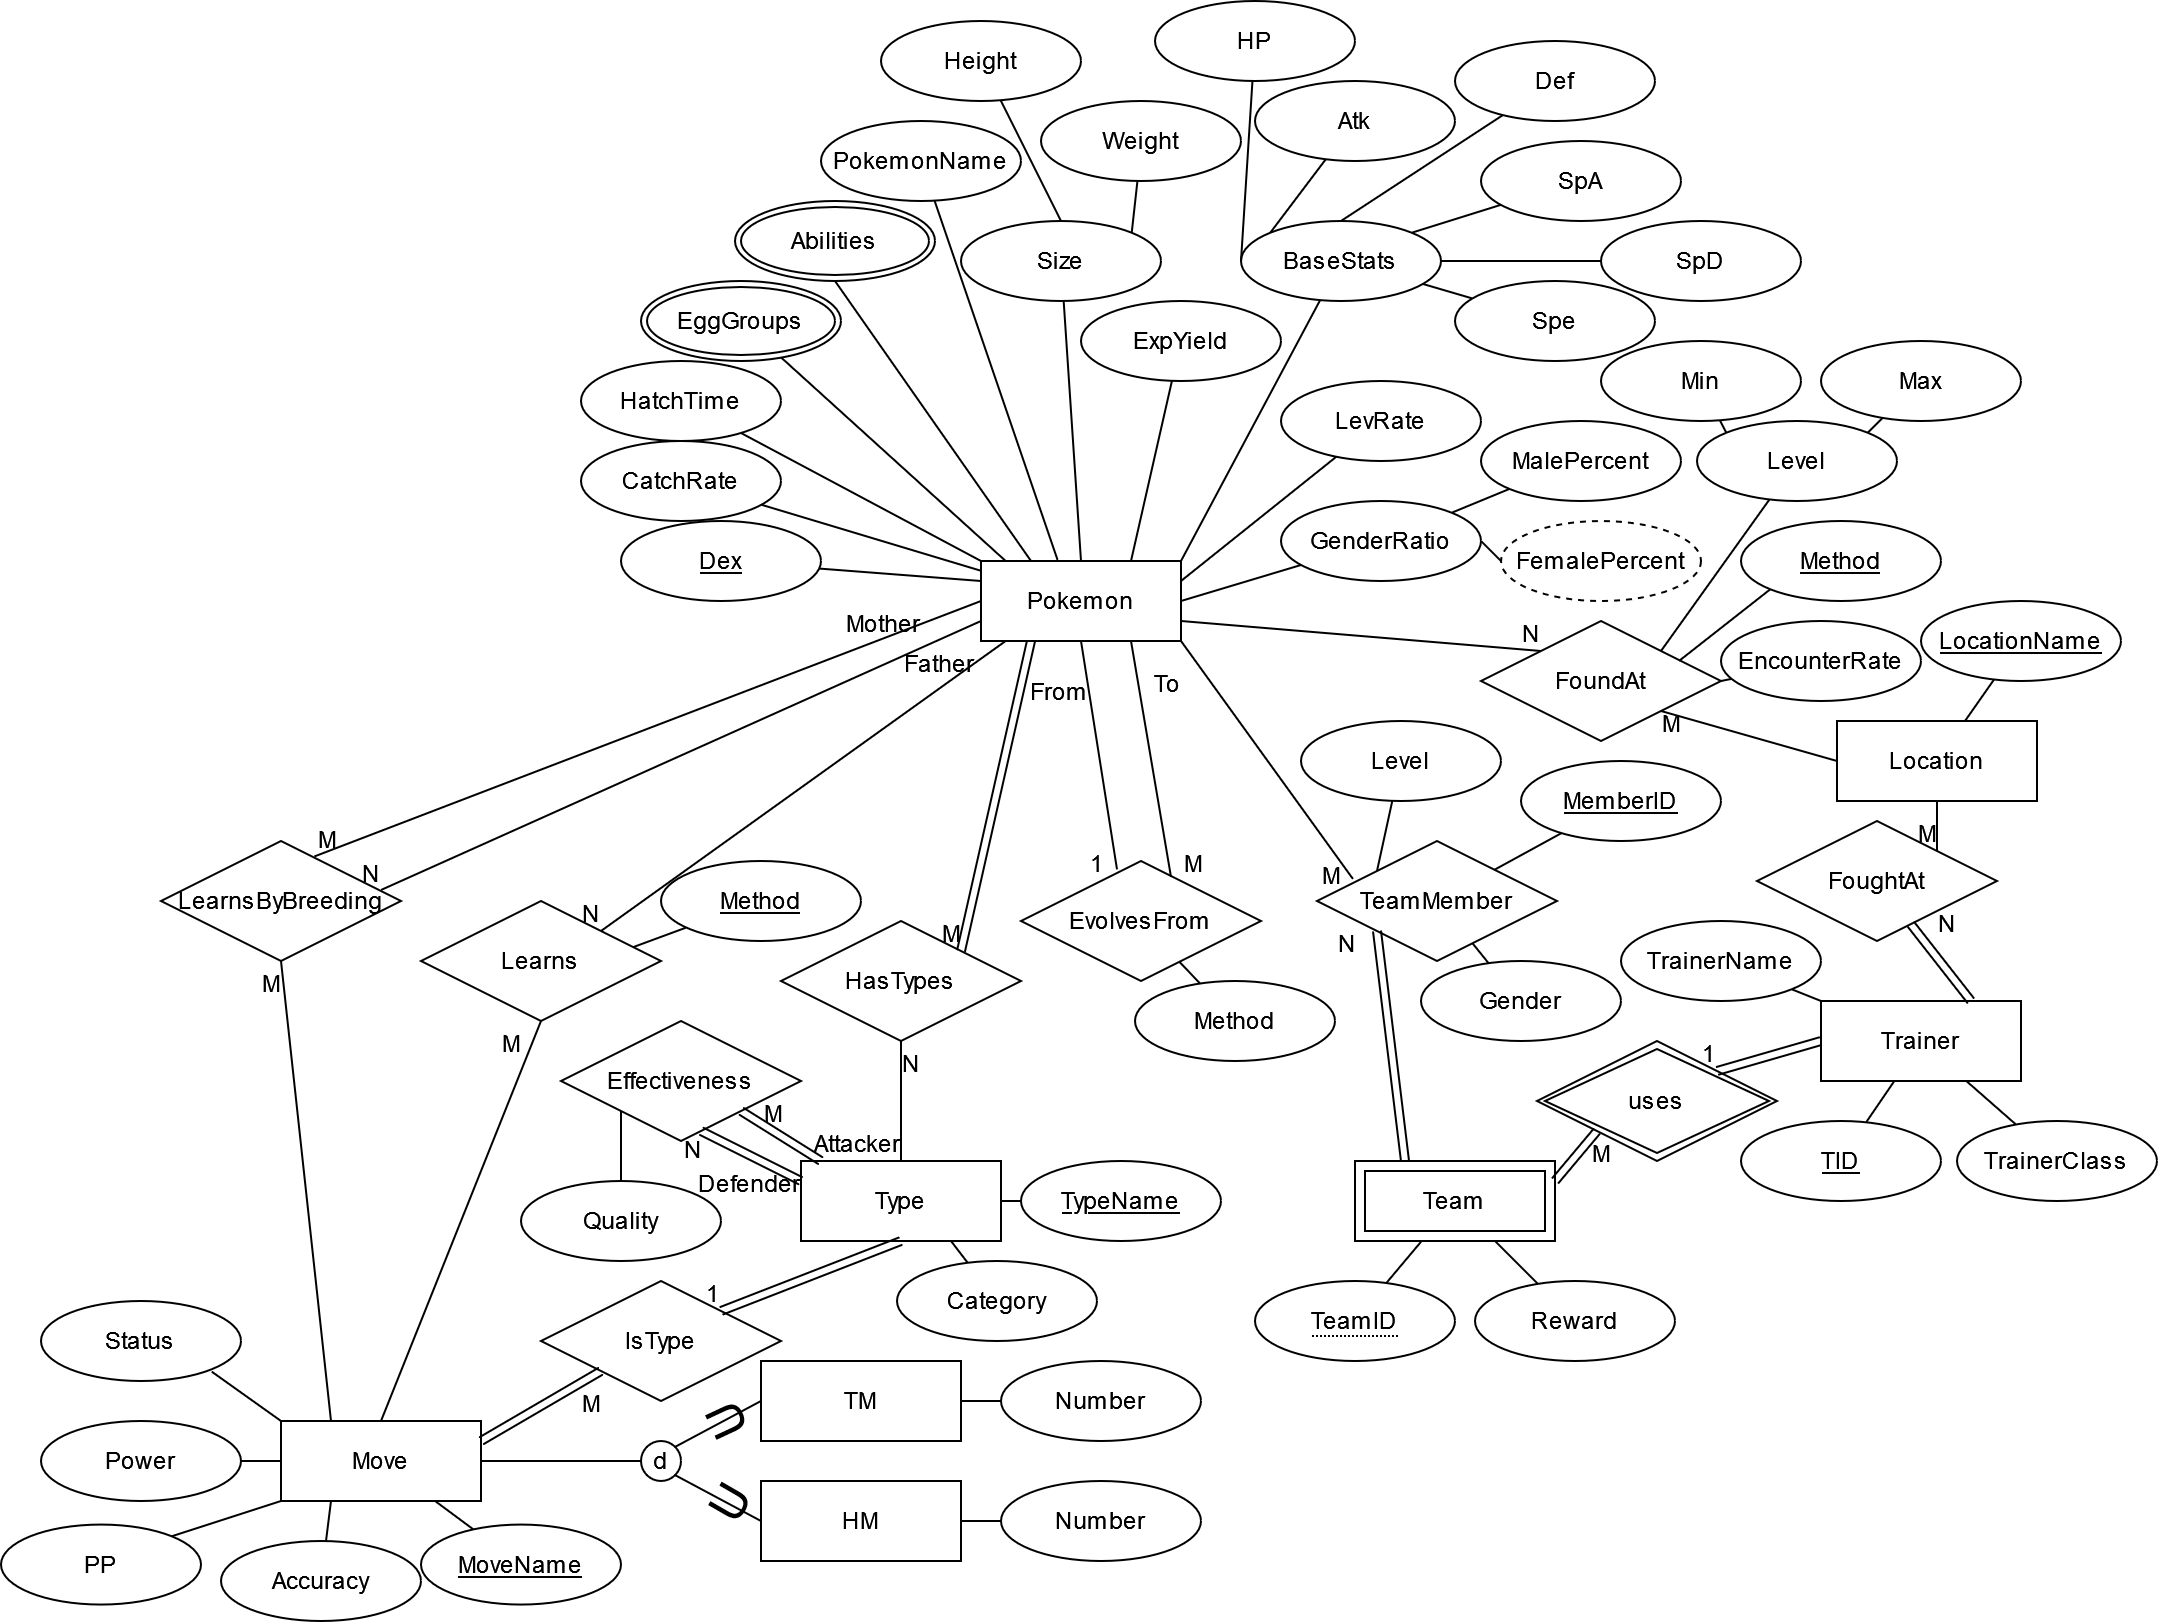 HP
Height
Def
Atk
Weight
PokemonName
SpA
Abilities
Size
BaseStats
SpD
EggGroups
Spe
ExpYield
Min
Max
HatchTime
LevRate
MalePercent
Level
CatchRate
GenderRatio
Dex
FemalePercent
Method
Pokemon
Mother
N
LocationName
Father
EncounterRate
FoundAt
From
To
M
Level
Location
MemberID
M
M
1
M
M
N
FoughtAt
LearnsByBreeding
Method
TeamMember
N
EvolvesFrom
N
M
N
Learns
TrainerName
HasTypes
M
Gender
Method
M
Trainer
1
N
Effectiveness
uses
M
Attacker
N
M
TID
TrainerClass
Defender
Type
TypeName
Team
Quality
1
Category
TeamID
Reward
Status
IsType
M
TM
Number
Power
Move
d
HM
Number
PP
MoveName
Accuracy